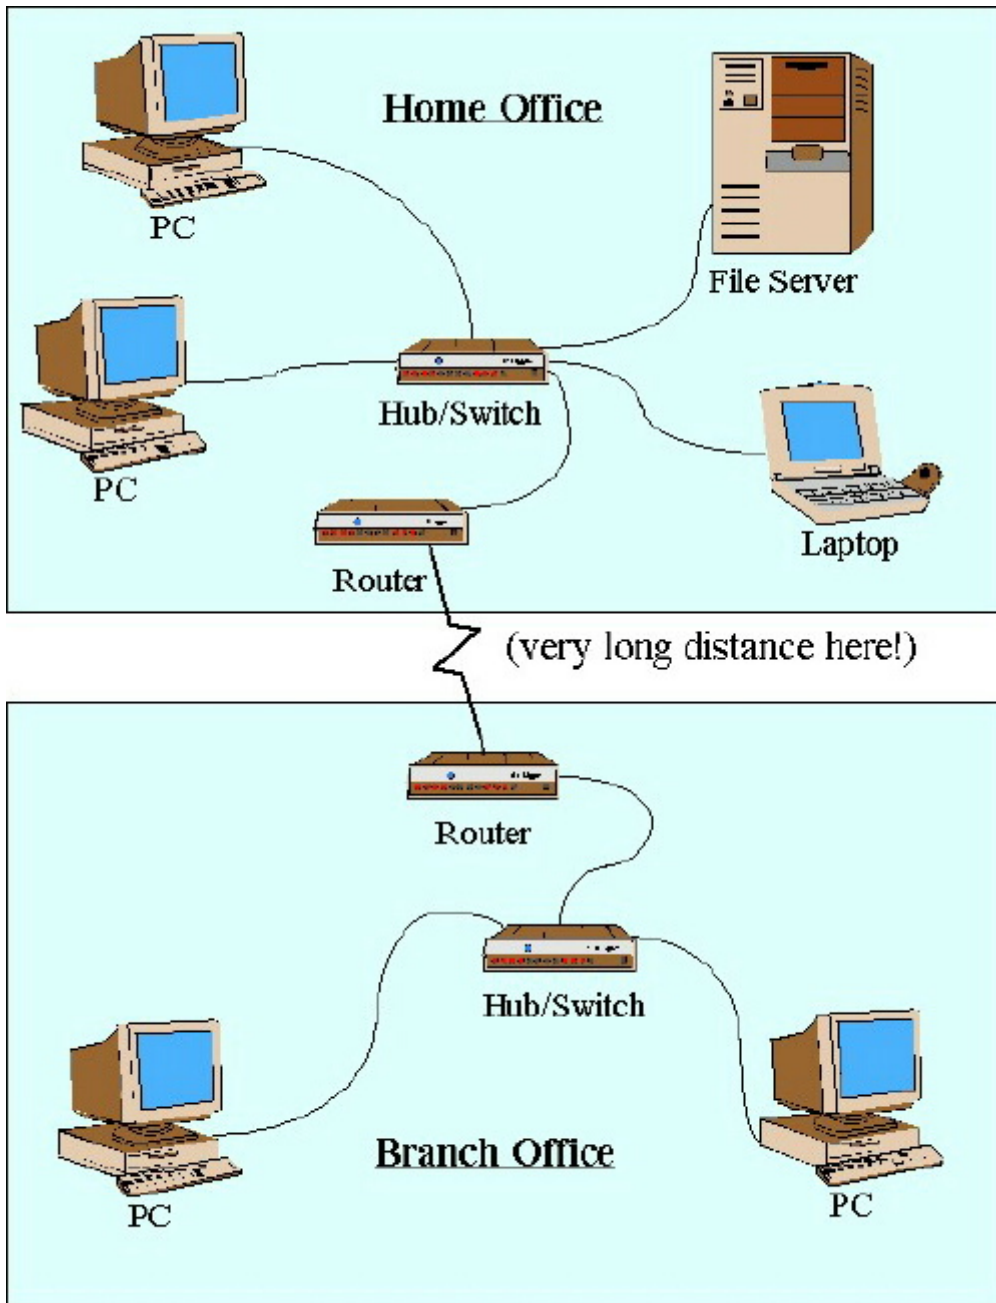 Home Office
PC
File Server
PC
Hub/Switch
Laptop
Router
(very long distance here!)
Router
Hub/Switch
PC
Branch Office
PC